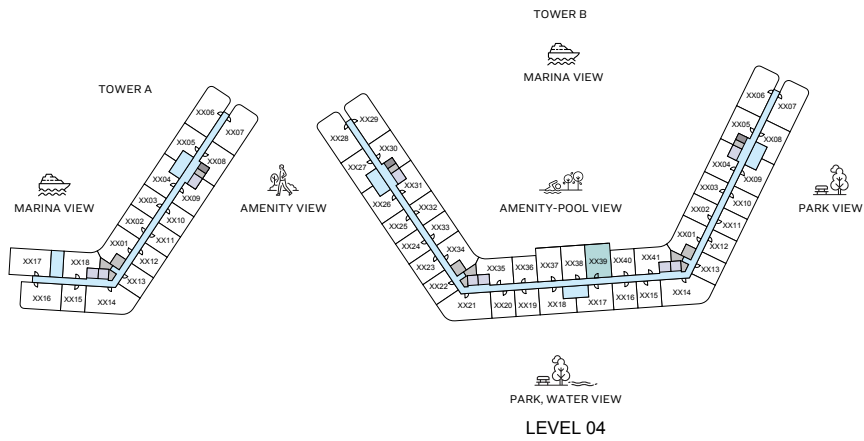 TOWER B
MARINA VIEW
TOWER A
XX06
XX07
XX05
XX08
XX04
XX09
XX03
XX10
XX02
XX11
XX01
XX12
XX13
XX17
XX18
XX16
XX15
XX14
MARINA VIEW
AMENITY VIEW
XX29
XX28
XX30
XX27
XX31
XX26
XX32
XX25
XX33
XX24
XX34
XX23
XX22
XX35
XX36
XX37
XX38
XX39
XX40
XX41
XX21
XX20
XX19
XX18
XX17
XX16
XX15
XX14
AMENITY-POOL VIEW
XX06
XX07
XX05
XX08
XX04
XX09
XX03
XX10
XX02
XX11
XX01
XX12
XX13
PARK VIEW
PARK, WATER VIEW
LEVEL 04